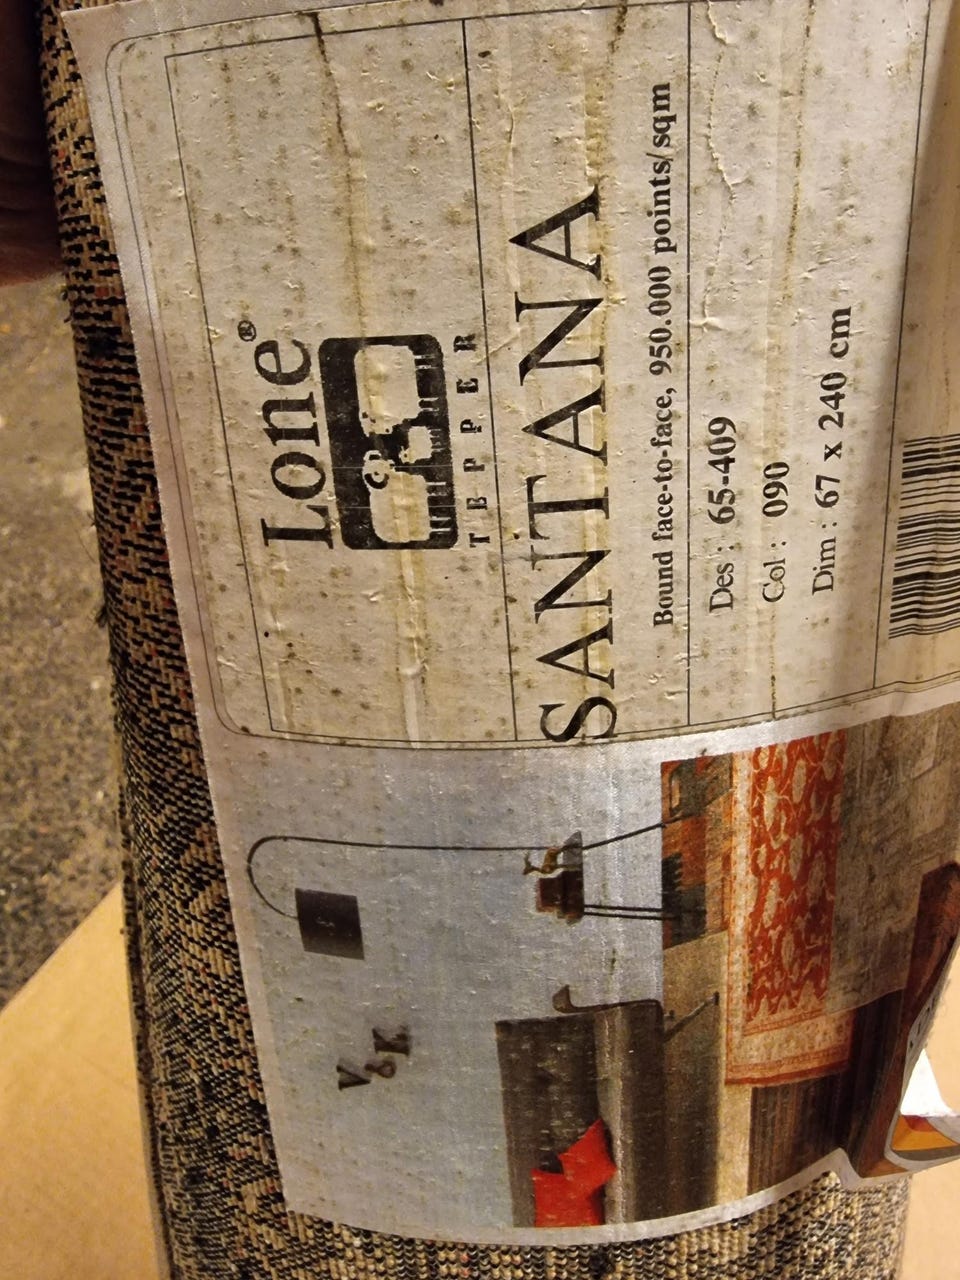 Lone®
TEPPER
SANTANA
Bound face-to-face, 950.000 points/sqm
Des : 65-409
Col : 090
Dim : 67 x 240 cm
V&K